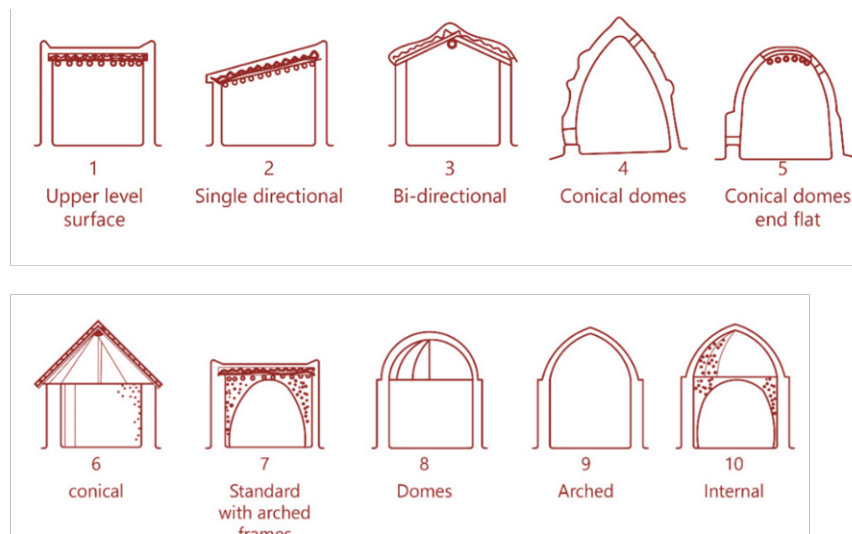 1
Upper level
surface
2
Single directional
3
Bi-directional
4
Conical domes
5
Conical domes
end flat
6
conical
7
Standard
with arched
frames
8
Domes
9
Arched
10
Internal